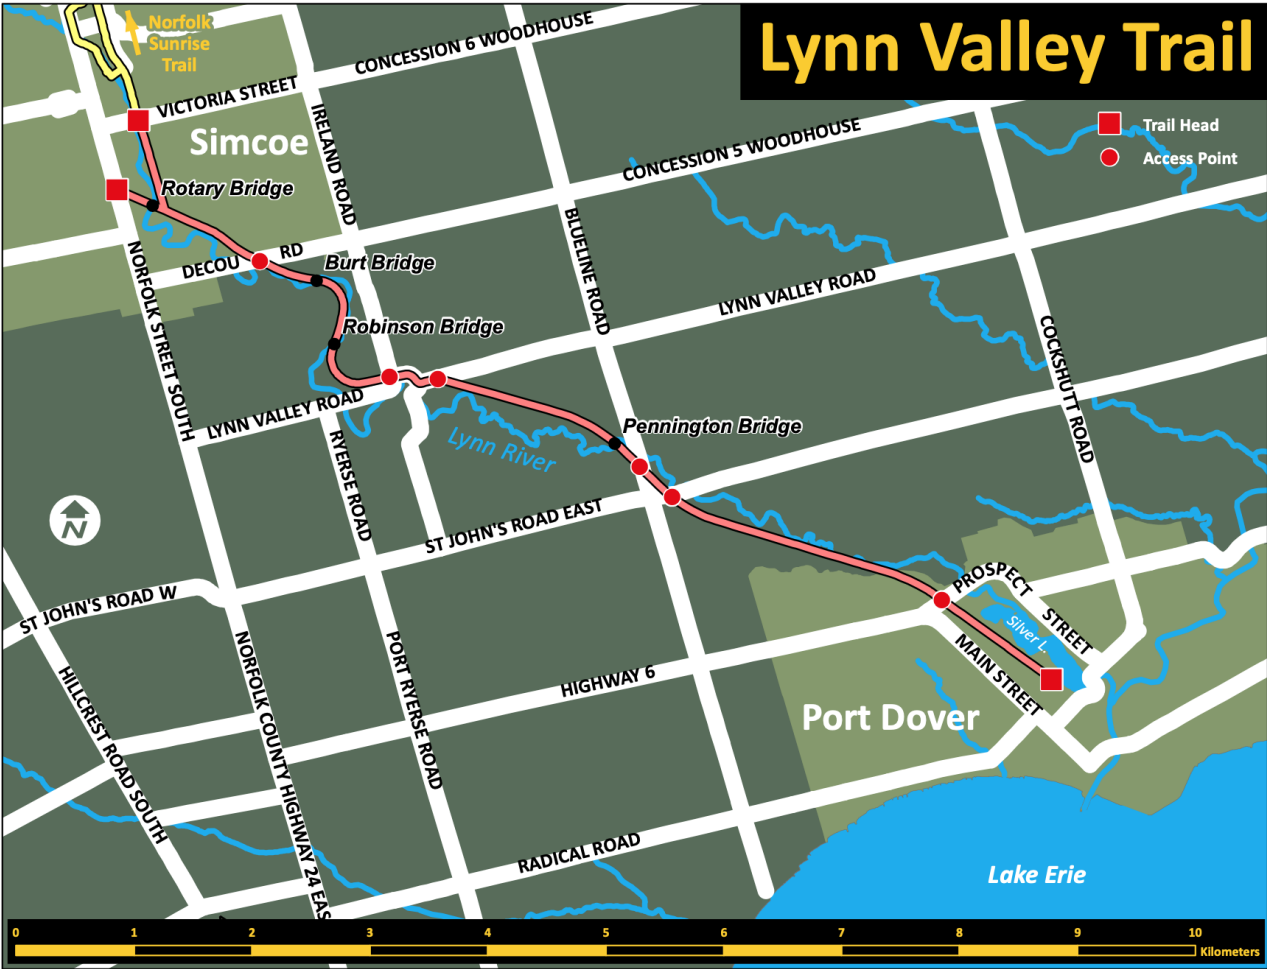 Lynn Valley Trail
Norfolk
Sunrise
Trail
CONCESSION 6 WOODHOUSE
VICTORIA STREET
Trail Head
Access Point
Simcoe
IRELAND ROAD
CONCESSION 5 WOODHOUSE
Rotary Bridge
DECOU RD
Burt Bridge
BLUELINE ROAD
LYNN VALLEY ROAD
NORFOLK STREET SOUTH
Robinson Bridge
COCKSHUTT ROAD
LYNN VALLEY ROAD
Pennington Bridge
Lynn River
RYERSE ROAD
N
ST JOHN'S ROAD EAST
PROSPECT STREET
ST JOHN'S ROAD W
Silver L.
MAIN STREET
HIGHWAY 6
PORT RYERSE ROAD
NORFOLK COUNTY HIGHWAY 24 EAS
HILLCREST ROAD SOUTH
Port Dover
RADICAL ROAD
Lake Erie
0 1 2 3 4 5 6 7 8 9 10
Kilometers